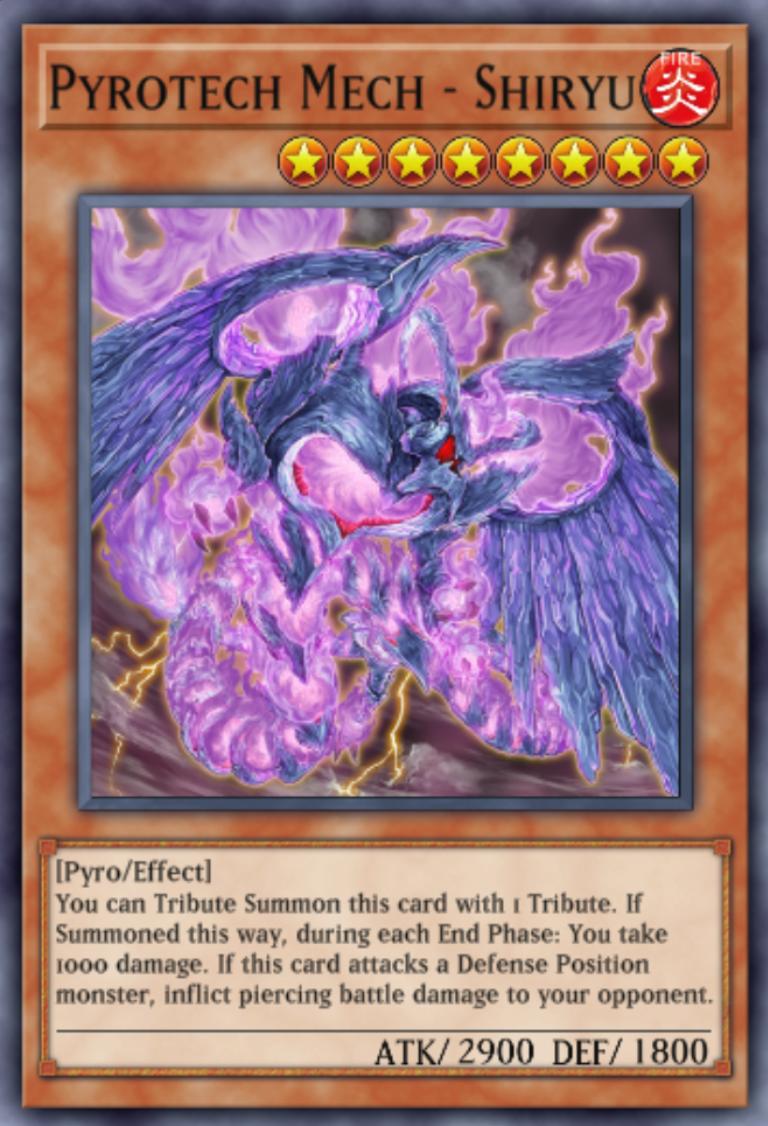 Pyrotech Mech - Shiryu
FIRE
炎
[Pyro/Effect]
You can Tribute Summon this card with 1 Tribute. If
Summoned this way, during each End Phase: You take
1000 damage. If this card attacks a Defense Position
monster, inflict piercing battle damage to your opponent.
ATK/ 2900 DEF/ 1800